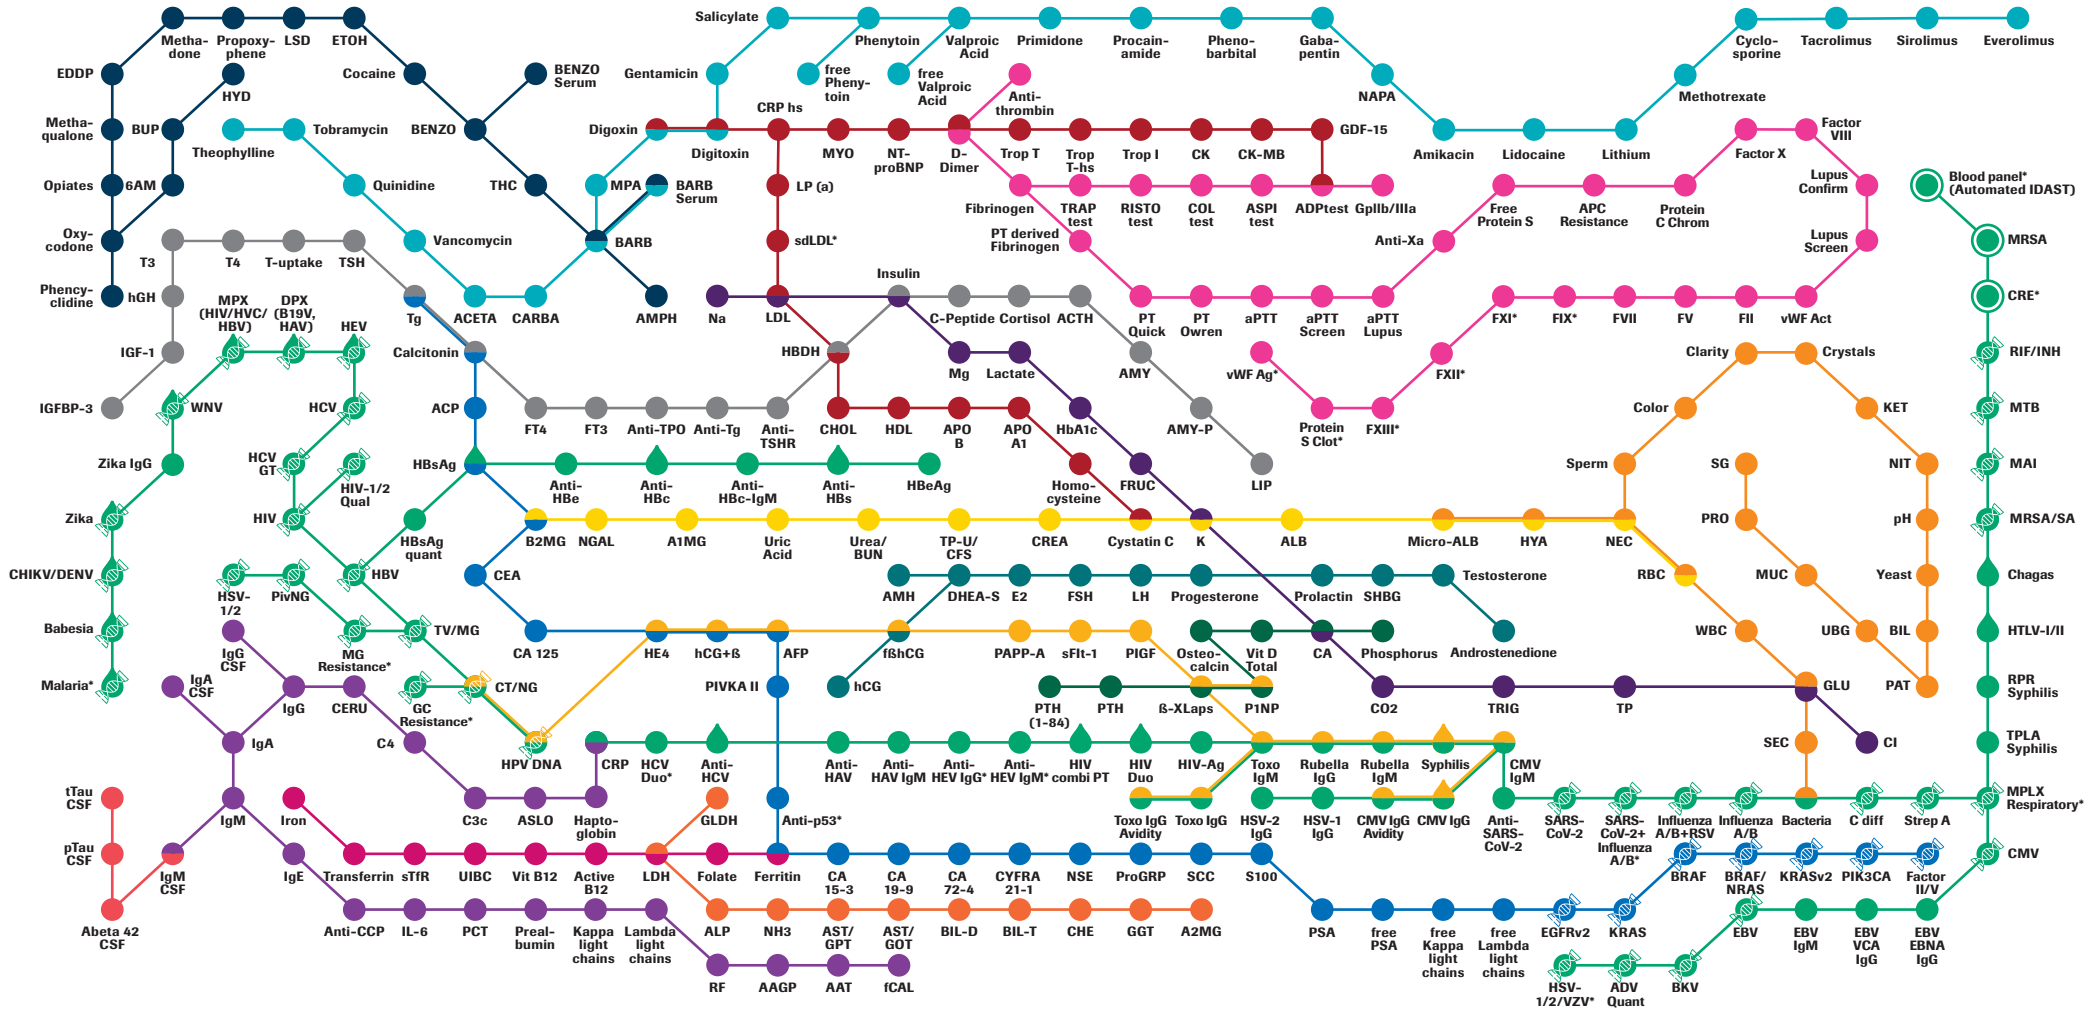 Metha-
done
Propoxy-
phene
LSD
ETOH
Salicylate
Phenytoin
Valproic
Acid
Primidone
Procain-
amide
Pheno-
barbital
Gaba-
pentin
Cyclo-
sporine
Tacrolimus
Sirolimus
Everolimus
EDDP
HYD
Cocaine
BENZO
Serum
Gentamicin
free
Pheny-
toin
free
Valproic
Acid
Anti-
thrombin
NAPA
Methotrexate
Metha-
qualone
BUP
Theophylline
Tobramycin
BENZO
Digoxin
Digitoxin
CRP hs
MYO
NT-
proBNP
D-
Dimer
Trop T
Trop
T-hs
Trop I
CK
CK-MB
GDF-15
Amikacin
Lidocaine
Lithium
Factor X
Factor
VIII
Opiates
6AM
Quinidine
THC
MPA
BARB
Serum
LP (a)
Fibrinogen
TRAP
test
RISTO
test
COL
test
ASPI
test
ADPtest
GpIIb/IIIa
Free
Protein S
APC
Resistance
Protein
C Chrom
Lupus
Confirm
Blood panel*
(Automated IDAST)
Oxy-
codone
T3
T4
T-uptake
TSH
Vancomycin
BARB
sdLDL*
PT derived
Fibrinogen
Anti-Xa
Lupus
Screen
MRSA
Phency-
clidine
hGH
MPX
(HIV/HVC/
HBV)
DPX
(B19V,
HAV)
HEV
Tg
ACETA
CARBA
AMPH
Na
LDL
Insulin
C-Peptide
Cortisol
ACTH
PT
Quick
PT
Owren
aPTT
aPTT
Screen
aPTT
Lupus
FXI*
FIX*
FVII
FV
FII
vWF Act
CRE*
IGF-1
Calcitonin
HBDH
Mg
Lactate
AMY
vWF Ag*
FXII*
Clarity
Crystals
RIF/INH
IGFBP-3
WNV
HCV
ACP
FT4
FT3
Anti-TPO
Anti-Tg
Anti-
TSHR
CHOL
HDL
APO
B
APO
A1
HbA1c
AMY-P
Protein
S Clot*
FXIII*
Color
KET
MTB
Zika IgG
HCV
GT
HIV-1/2
Qual
HBsAg
Anti-
HBe
Anti-
HBc
Anti-
HBc-IgM
Anti-
HBs
HBeAg
Homo-
cysteine
FRUC
LIP
Sperm
SG
NIT
MAI
Zika
HIV
HBsAg
quant
B2MG
NGAL
A1MG
Uric
Acid
Urea/
BUN
TP-U/
CFS
CREA
Cystatin C
K
ALB
Micro-ALB
HYA
NEC
PRO
pH
MRSA/SA
CHIKV/DENV
HSV-
1/2
PivNG
HBV
CEA
AMH
DHEA-S
E2
FSH
LH
Progesterone
Prolactin
SHBG
Testosterone
RBC
MUC
Yeast
Chagas
Babesia
IgG
CSF
MG
Resistance*
TV/MG
CA 125
HE4
hCG+ß
AFP
fßhCG
PAPP-A
sFlt-1
PlGF
Osteo-
calcin
Vit D
Total
CA
Phosphorus
Androstenedione
WBC
UBG
BIL
HTLV-I/II
Malaria*
IgA
CSF
IgG
CERU
GC
Resistance*
CT/NG
PIVKA II
hCG
PTH
(1-84)
PTH
ß-XLaps
P1NP
CO2
TRIG
TP
GLU
PAT
RPR
Syphilis
IgA
C4
HPV DNA
CRP
HCV
Duo*
Anti-
HCV
Anti-
HAV
Anti-
HAV IgM
Anti-
HEV IgG*
Anti-
HEV IgM*
HIV
combi PT
HIV
Duo
HIV-Ag
Toxo
IgM
Rubella
IgG
Rubella
IgM
Syphilis
CMV
IgM
SEC
CI
TPLA
Syphilis
tTau
CSF
IgM
Iron
C3c
ASLO
Hapto-
globin
GLDH
Anti-p53*
Toxo IgG
Avidity
Toxo IgG
HSV-2
IgG
HSV-1
IgG
CMV IgG
Avidity
CMV IgG
Anti-
SARS-
CoV-2
SARS-
CoV-2
SARS-
CoV-2+
Influenza
A/B*
Influenza
A/B+RSV
Influenza
A/B
Bacteria
C diff
Strep A
MPLX
Respiratory*
pTau
CSF
IgM
CSF
IgE
Transferrin
sTfR
UIBC
Vit B12
Active
B12
LDH
Folate
Ferritin
CA
15-3
CA
19-9
CA
72-4
CYFRA
21-1
NSE
ProGRP
SCC
S100
BRAF
BRAF/
NRAS
KRASv2
PIK3CA
Factor
II/V
CMV
Abeta 42
CSF
Anti-CCP
IL-6
PCT
Preal-
bumin
Kappa
light
chains
Lambda
light
chains
ALP
NH3
AST/
GPT
AST/
GOT
BIL-D
BIL-T
CHE
GGT
A2MG
PSA
free
PSA
free
Kappa
light
chains
free
Lambda
light
chains
EGFRv2
KRAS
EBV
EBV
IgM
EBV
VCA
IgG
EBV
EBNA
IgG
RF
AAGP
AAT
fCAL
HSV-
1/2/VZV*
ADV
Quant
BKV